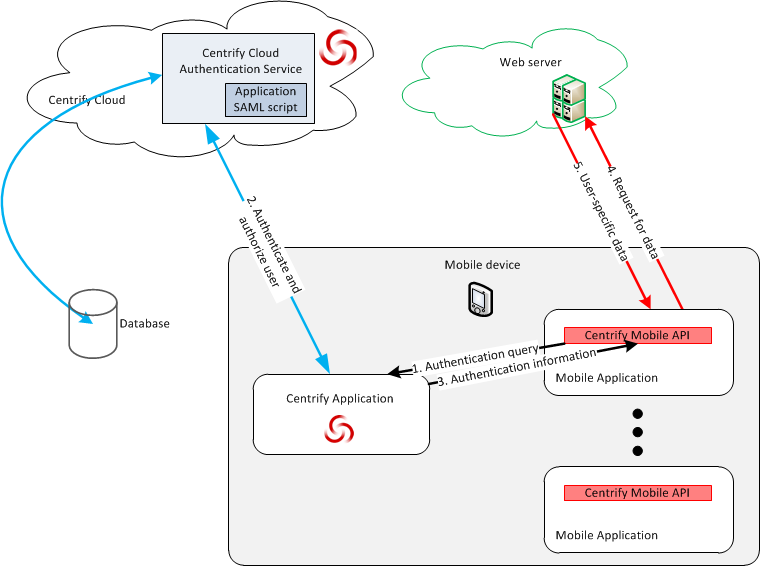 Centrify Cloud
Authentication Service
Application
SAML script
Centrify Cloud
Web server
2. Authenticate and
authorize user
5. User-specific data
4. Request for data
Database
Mobile device
Centrify Mobile API
Mobile Application
1. Authentication query
3. Authentication information
Centrify Application
Centrify Mobile API
Mobile Application